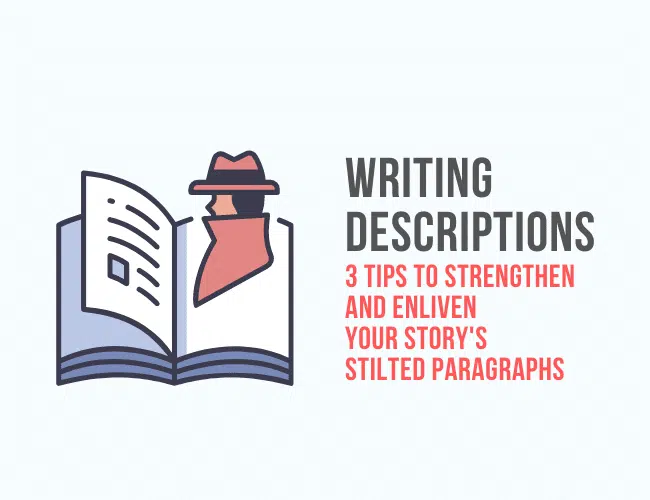 WRITING
DESCRIPTIONS
3 TIPS TO STRENGTHEN
AND ENLIVEN
YOUR STORY'S
STILTED PARAGRAPHS